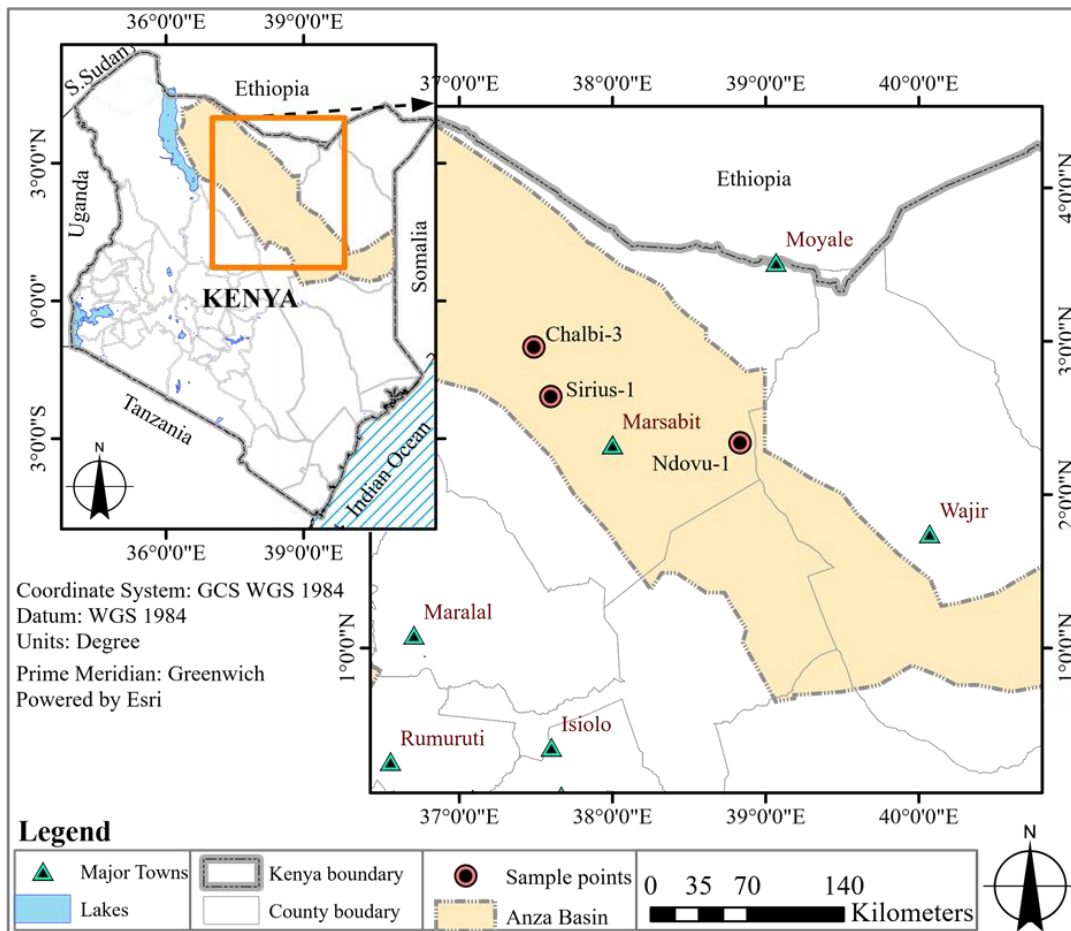 36°0'0"E 39°0'0"E
S.Sudan
Ethiopia
Uganda
Somalia
KENYA
Tanzania
Indian Ocean
N
3°0'0"N
0°0'0"
3°0'0"S
36°0'0"E 39°0'0"E
37°0'0"E 38°0'0"E 39°0'0"E 40°0'0"E
Ethiopia
Moyale
Chalbi-3
Sirius-1
Marsabit
Ndovu-1
Wajir
Maralal
Isiolo
Rumuruti
4°0'0"N
3°0'0"N
2°0'0"N
1°0'0"N
1°0'0"N
37°0'0"E 38°0'0"E 39°0'0"E 40°0'0"E
Coordinate System: GCS WGS 1984
Datum: WGS 1984
Units: Degree
Prime Meridian: Greenwich
Powered by Esri
Legend
Major Towns
Lakes
Kenya boundary
County boudary
Sample points
Anza Basin
0 35 70 140
Kilometers
N